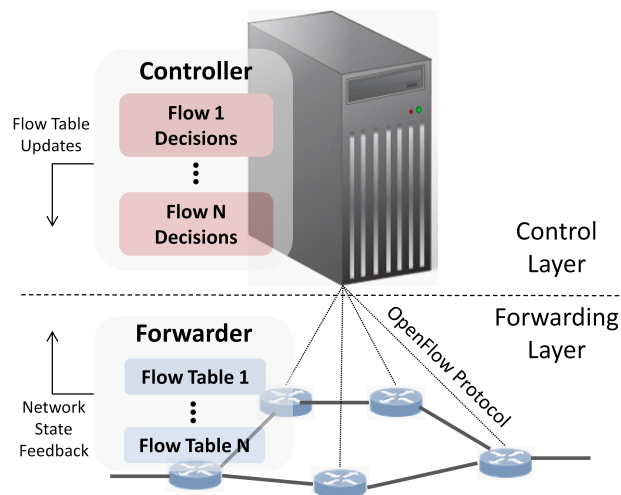 Controller
Flow 1
Decisions
Flow N
Decisions
Flow Table
Updates
Control
Layer
Forwarding
Layer
Forwarder
Flow Table 1
Flow Table N
Network
State
Feedback
OpenFlow Protocol